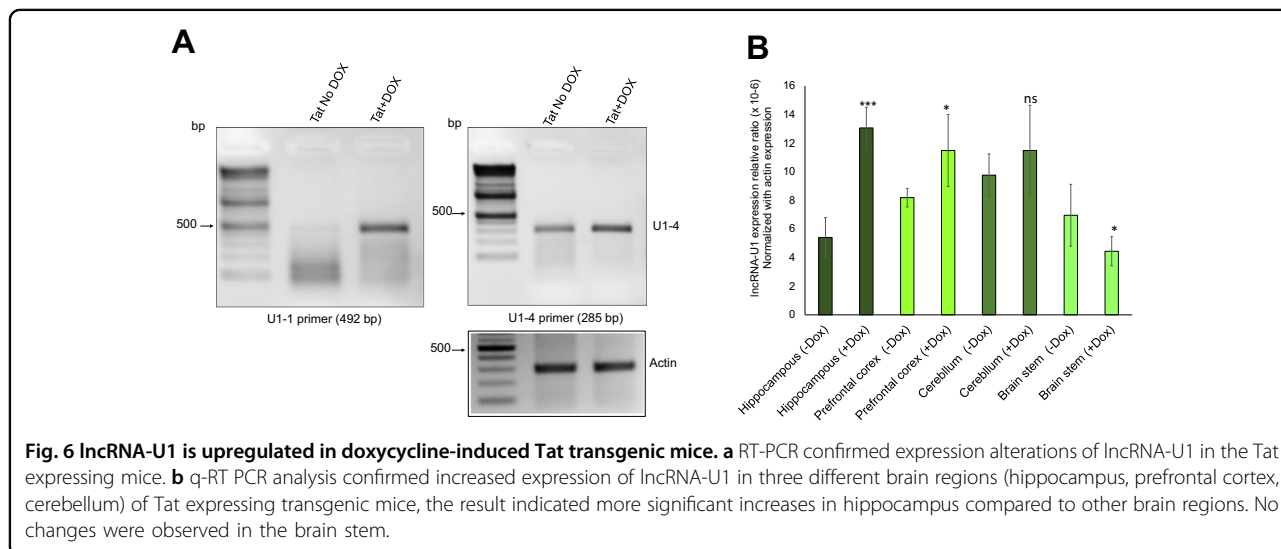 A
Tat No DOX
Tat+DOX
bp
500
U1-1 primer (492 bp)
Tat No DOX
Tat+DOX
bp
500
U1-4
U1-4 primer (285 bp)
500
Actin
B
lncRNA-U1 expression relative ratio (x 10-6)
Normalized with actin expression
16
14
12
10
8
6
4
2
0
***
*
ns
*
Hippocampous (-Dox)
Hippocampous (+Dox)
Prefrontal corex (-Dox)
Prefrontal corex (+Dox)
Cerebllum (-Dox)
Cerebllum (+Dox)
Brain stem (-Dox)
Brain stem (+Dox)
Fig. 6 lncRNA-U1 is upregulated in doxycycline-induced Tat transgenic mice. a RT-PCR confirmed expression alterations of lncRNA-U1 in the Tat
expressing mice. b q-RT PCR analysis confirmed increased expression of lncRNA-U1 in three different brain regions (hippocampus, prefrontal cortex,
cerebellum) of Tat expressing transgenic mice, the result indicated more significant increases in hippocampus compared to other brain regions. No
changes were observed in the brain stem.